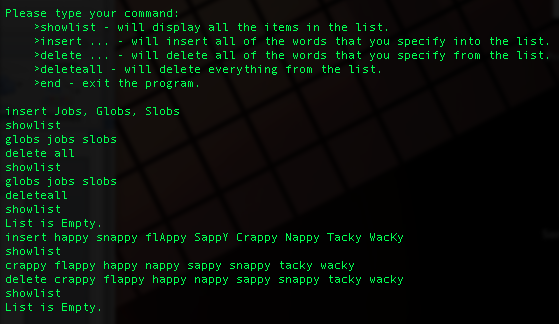 Please type your command:
>showlist - will display all the items in the list.
>insert ... - will insert all of the words that you specify into the list.
>delete ... - will delete all of the words that you specify from the list.
>deleteall - will delete everything from the list.
>end - exit the program.
insert Jobs, Globs, Slobs
showlist
globs jobs slobs
delete all
showlist
globs jobs slobs
deleteall
showlist
List is Empty.
insert happy snappy flAppy SappY Crappy Nappy Tacky WacKy
showlist
crappy flappy happy nappy sappy snappy tacky wacky
delete crappy flappy happy nappy sappy snappy tacky wacky
showlist
List is Empty.